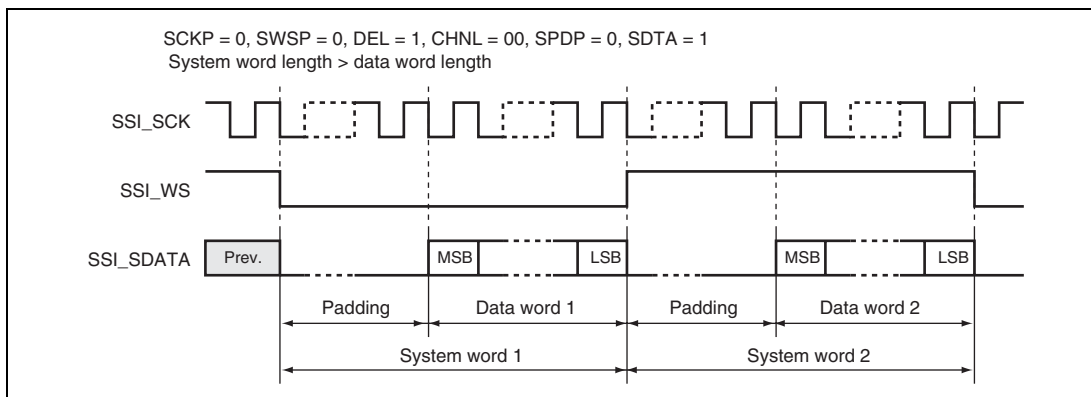 SCKP = 0, SWSP = 0, DEL = 1, CHNL = 00, SPDP = 0, SDTA = 1
System word length > data word length
SSI_SCK
SSI_WS
SSI_SDATA
Prev.
MSB
LSB
MSB
LSB
Padding
Data word 1
Padding
Data word 2
System word 1
System word 2